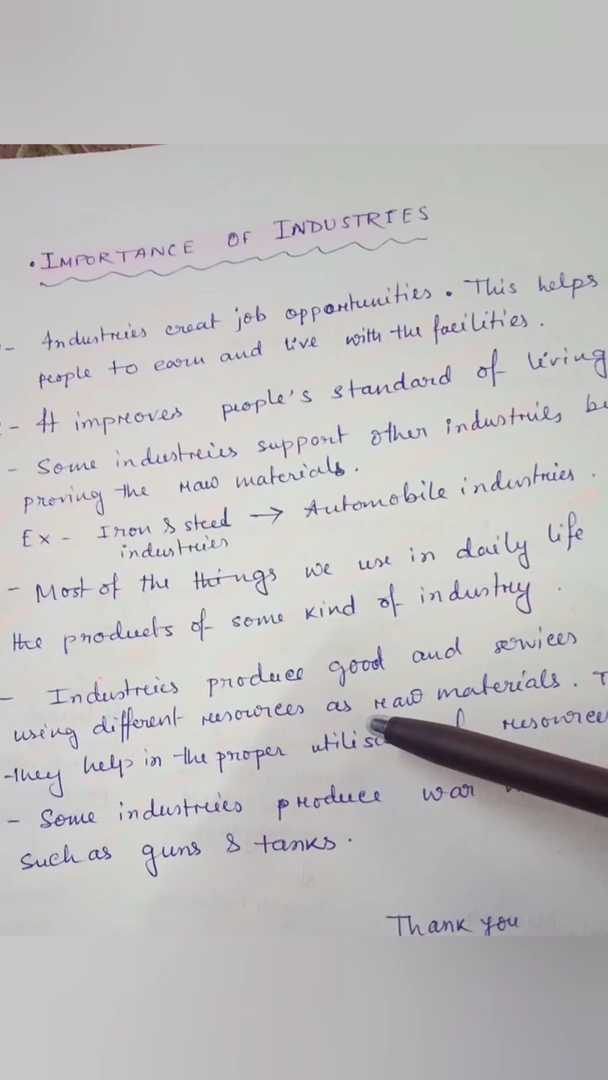 • IMPORTANCE OF INDUSTRIES
- Industries creat job opportunities. This helps
people to earn and live with the facilities.
- It improves people's standard of living
- Some industries support other industries
proving the raw materials.
Ex - Iron & steel → Automobile industries.
industries
- Most of the things we use in daily life
the products of some kind of industry.
- Industries produce good and services
using different resources as raw materials.
-they help in the proper resource
- Some industries produce war
such as guns & tanks.
Thank you